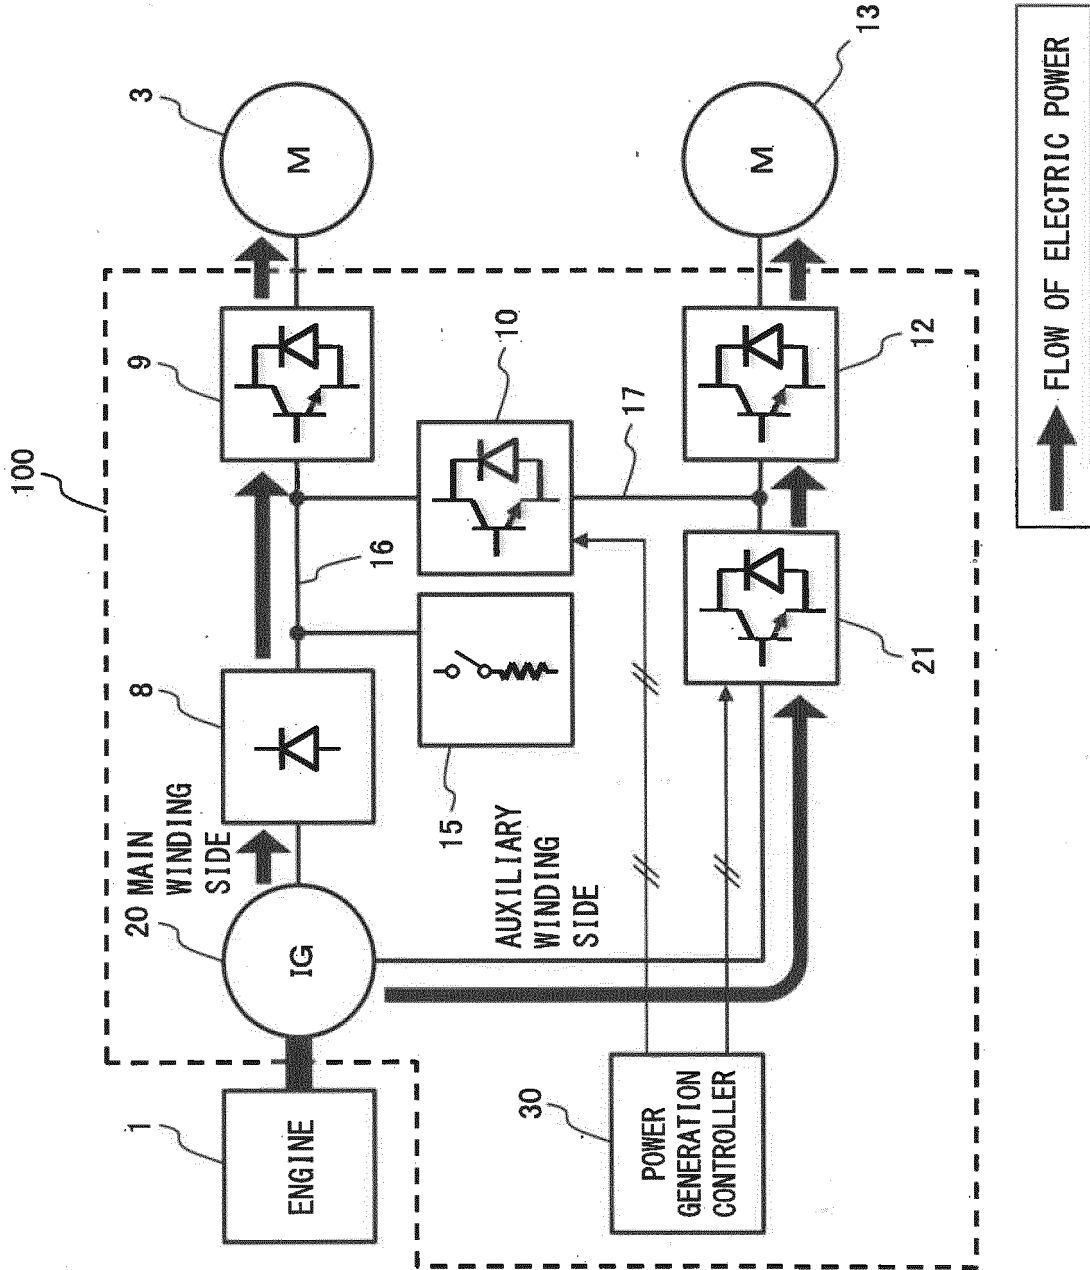 100
1
ENGINE
20
IG
MAIN
WINDING
SIDE
8
16
9
3
M
15
10
17
AUXILIARY
WINDING
SIDE
30
POWER
GENERATION
CONTROLLER
21
12
13
M
FLOW OF ELECTRIC POWER